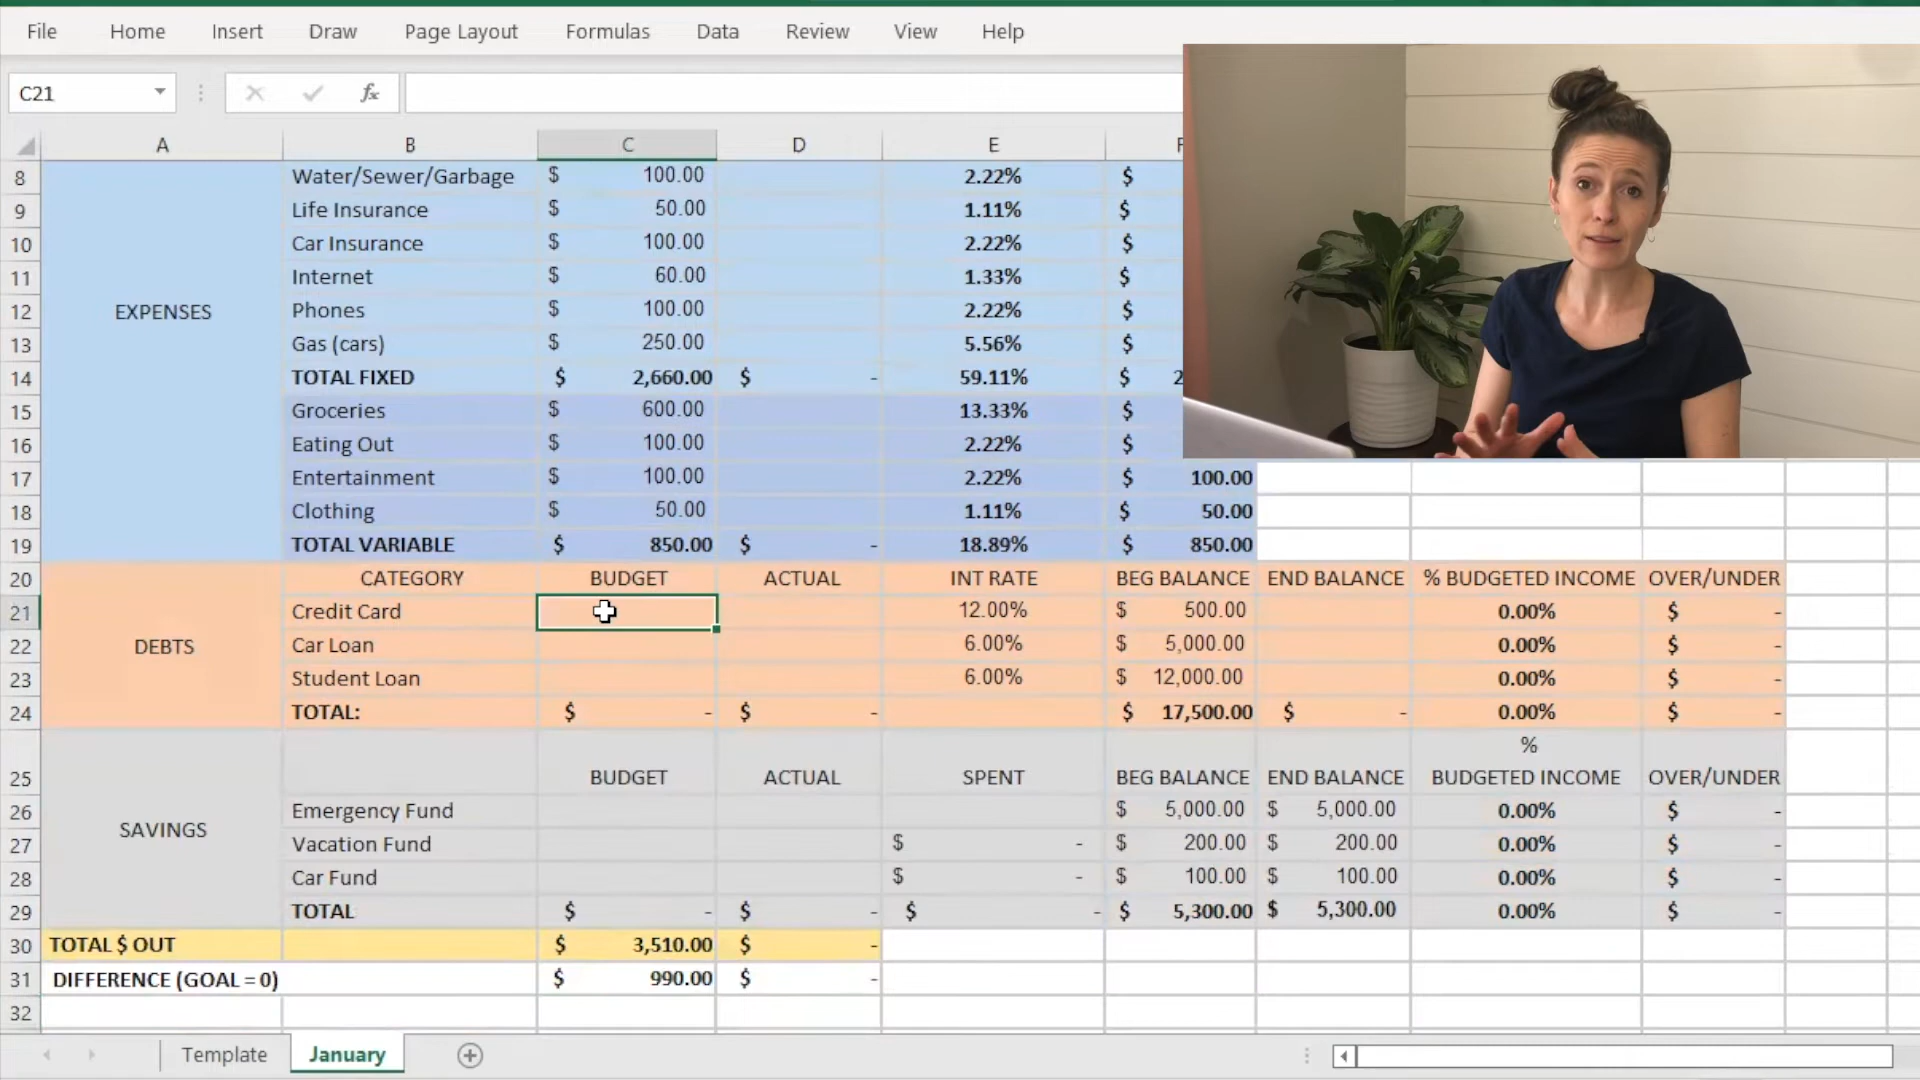 File Home Insert Draw Page Layout Formulas Data Review View Help
C21 fx
A B C D E
8 Water/Sewer/Garbage $ 100.00 2.22% $
9 Life Insurance $ 50.00 1.11% $
10 Car Insurance $ 100.00 2.22% $
11 Internet $ 60.00 1.33% $
12 EXPENSES Phones $ 100.00 2.22% $
13 Gas (cars) $ 250.00 5.56% $
14 TOTAL FIXED $ 2,660.00 $ - 59.11% $ 2
15 Groceries $ 600.00 13.33% $
16 Eating Out $ 100.00 2.22% $
17 Entertainment $ 100.00 2.22% $ 100.00
18 Clothing $ 50.00 1.11% $ 50.00
19 TOTAL VARIABLE $ 850.00 $ - 18.89% $ 850.00
20 CATEGORY BUDGET ACTUAL INT RATE BEG BALANCE END BALANCE % BUDGETED INCOME OVER/UNDER
21 Credit Card 12.00% $ 500.00 0.00% $ -
22 DEBTS Car Loan 6.00% $ 5,000.00 0.00% $ -
23 Student Loan 6.00% $ 12,000.00 0.00% $ -
24 TOTAL: $ - $ - $ 17,500.00 $ - 0.00% $ -
%
25 BUDGET ACTUAL SPENT BEG BALANCE END BALANCE BUDGETED INCOME OVER/UNDER
26 Emergency Fund $ 5,000.00 $ 5,000.00 0.00% $ -
SAVINGS
27 Vacation Fund $ - $ 200.00 $ 200.00 0.00% $ -
28 Car Fund $ - $ 100.00 $ 100.00 0.00% $ -
29 TOTAL $ - $ - $ - $ 5,300.00 $ 5,300.00 0.00% $ -
30 TOTAL $ OUT $ 3,510.00 $ -
31 DIFFERENCE (GOAL = 0) $ 990.00 $ -
32
Template January